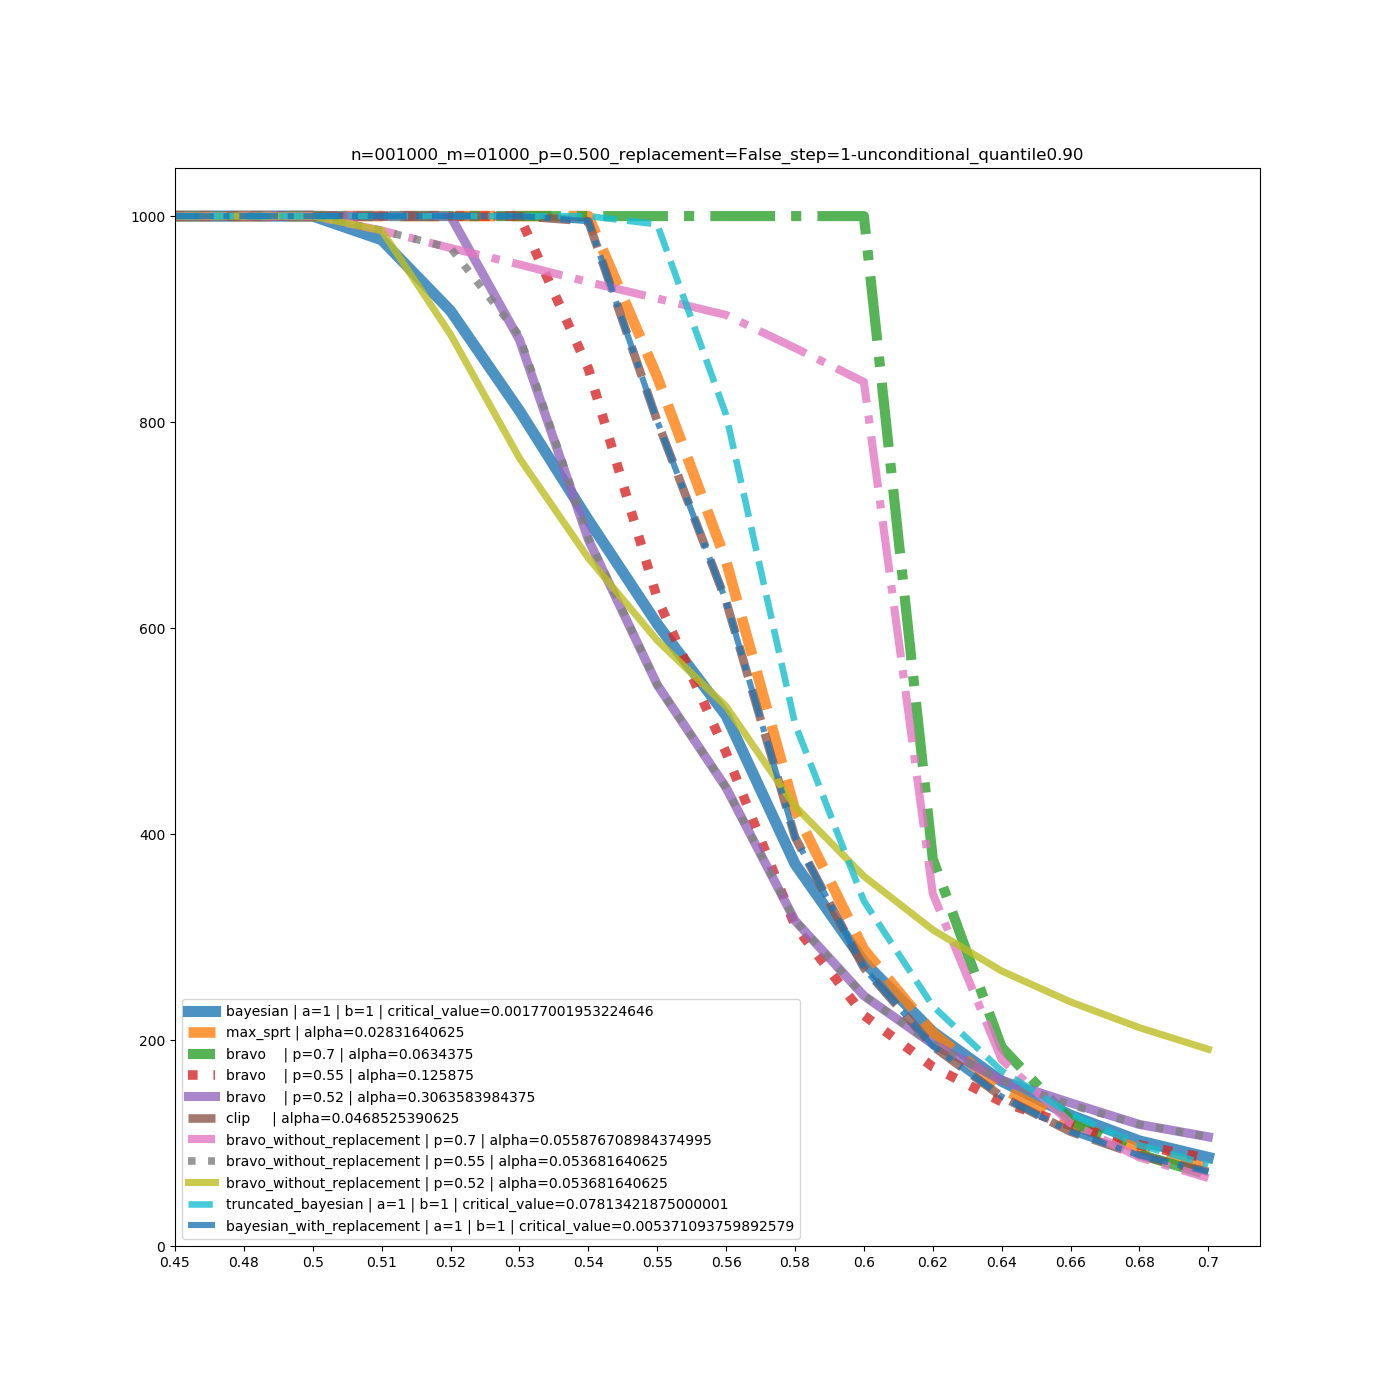 n=001000_m=01000_p=0.500_replacement=False_step=1-unconditional_quantile0.90
1000
800
600
400
200
0
bayesian | a=1 | b=1 | critical_value=0.00177001953224646
max_sprt | alpha=0.02831640625
bravo    | p=0.7 | alpha=0.0634375
bravo    | p=0.55 | alpha=0.125875
bravo    | p=0.52 | alpha=0.3063583984375
clip     | alpha=0.0468525390625
bravo_without_replacement | p=0.7 | alpha=0.055876708984374995
bravo_without_replacement | p=0.55 | alpha=0.053681640625
bravo_without_replacement | p=0.52 | alpha=0.053681640625
truncated_bayesian | a=1 | b=1 | critical_value=0.07813421875000001
bayesian_with_replacement | a=1 | b=1 | critical_value=0.005371093759892579
0.45 0.48 0.5 0.51 0.52 0.53 0.54 0.55 0.56 0.58 0.6 0.62 0.64 0.66 0.68 0.7